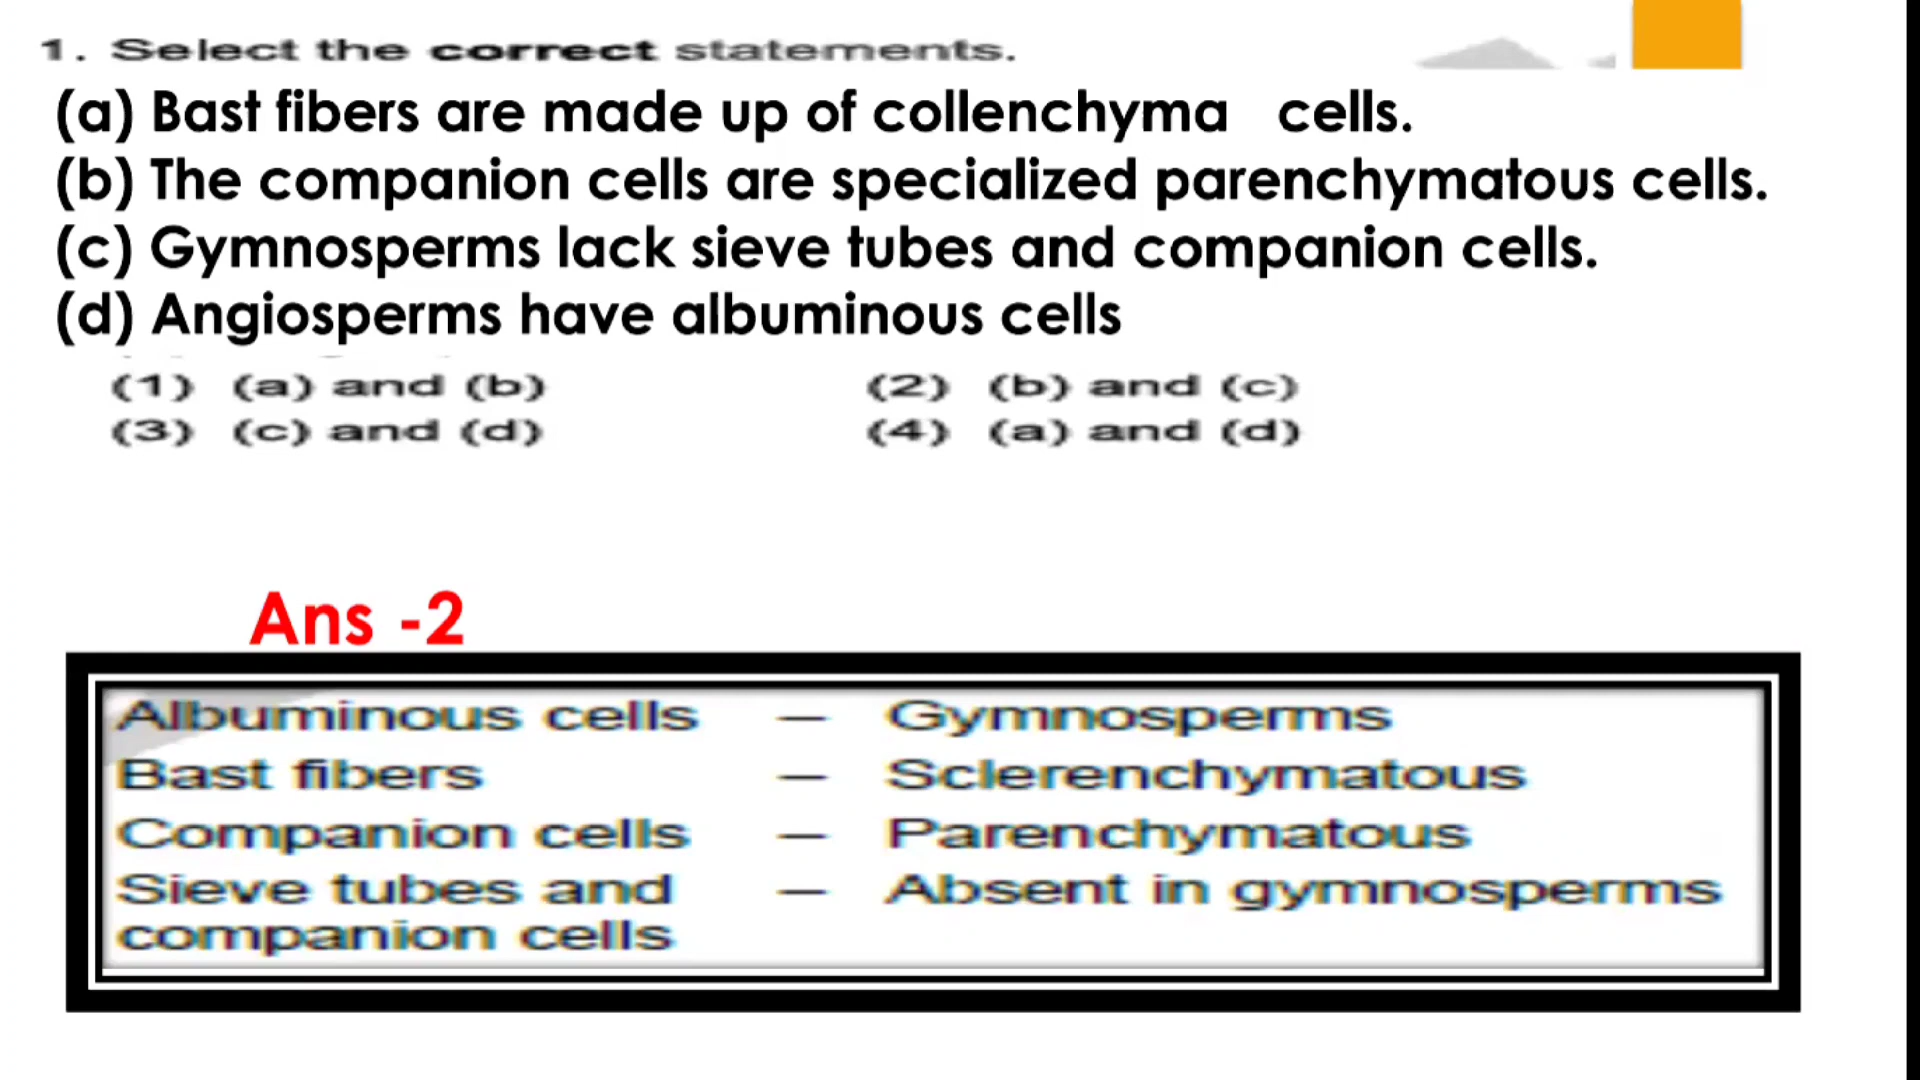 1. Select the correct statements.
(a) Bast fibers are made up of collenchyma cells.
(b) The companion cells are specialized parenchymatous cells.
(c) Gymnosperms lack sieve tubes and companion cells.
(d) Angiosperms have albuminous cells
(1) (a) and (b) (2) (b) and (c)
(3) (c) and (d) (4) (a) and (d)
Ans -2
Albuminous cells – Gymnosperms
Bast fibers – Sclerenchymatous
Companion cells – Parenchymatous
Sieve tubes and – Absent in gymnosperms
companion cells